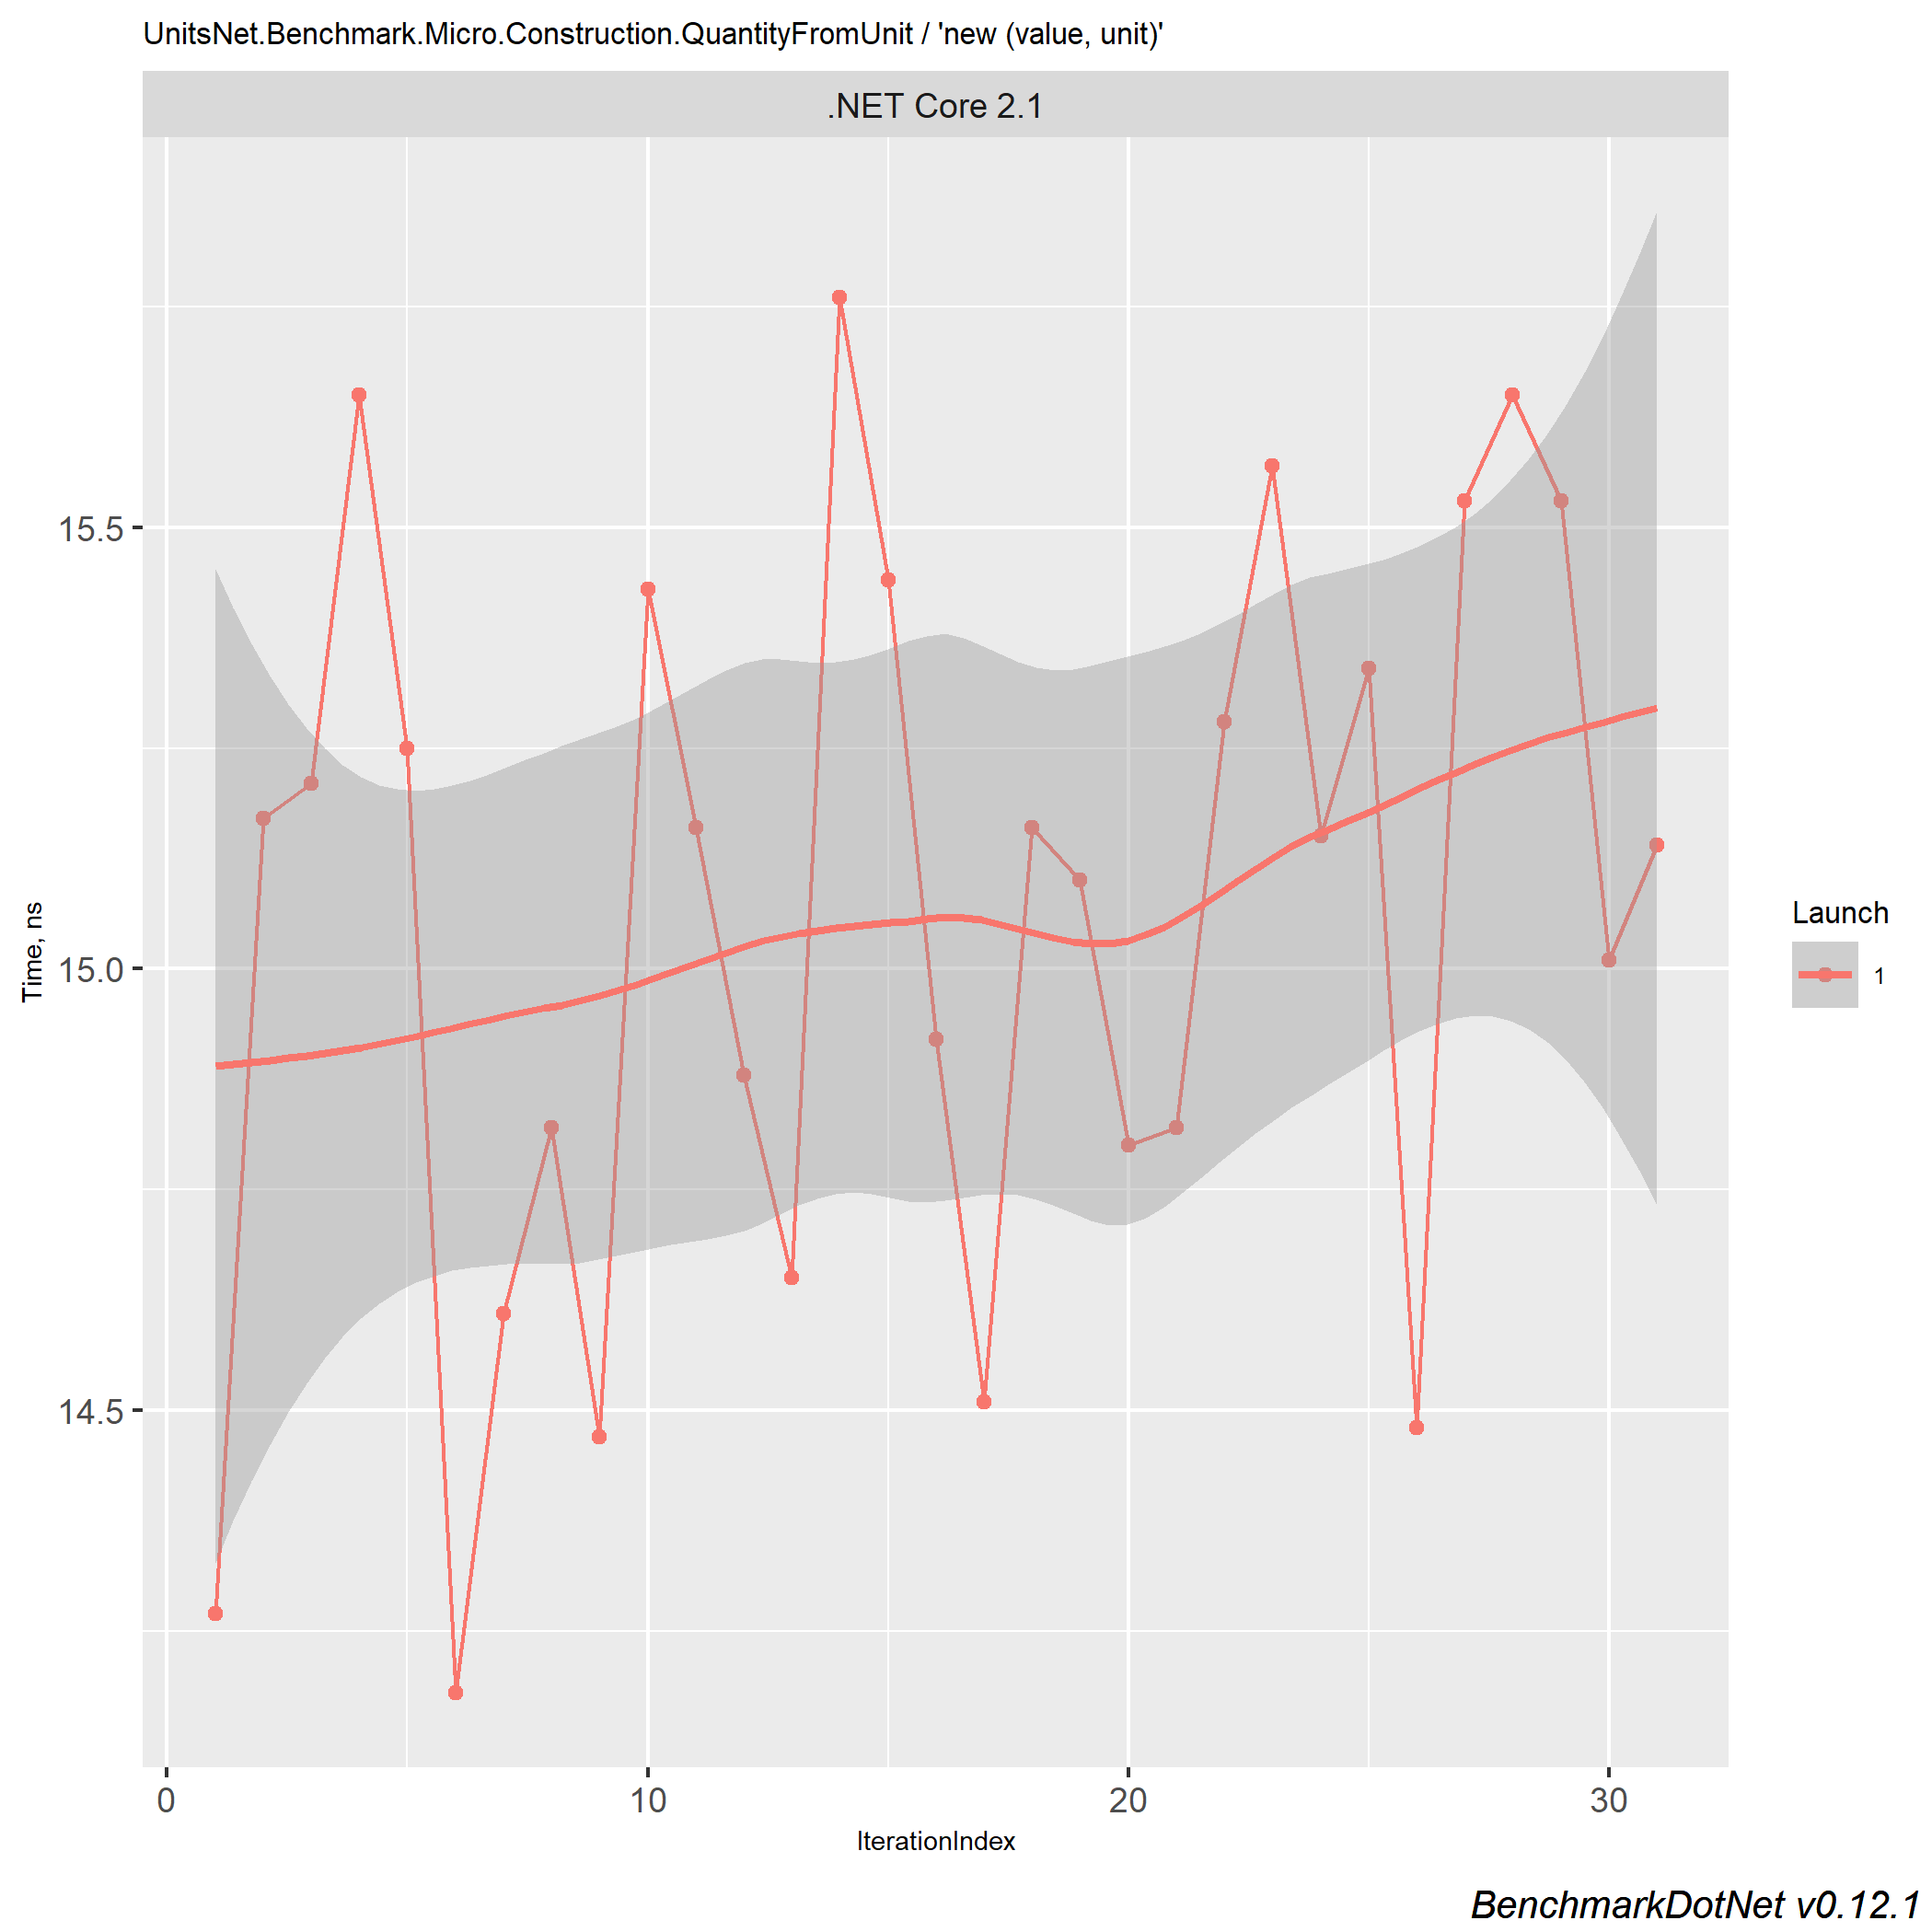 UnitsNet.Benchmark.Micro.Construction.QuantityFromUnit / 'new (value, unit)'
.NET Core 2.1
15.5
15.0
14.5
Time, ns
0 10 20 30
IterationIndex
Launch
1
BenchmarkDotNet v0.12.1